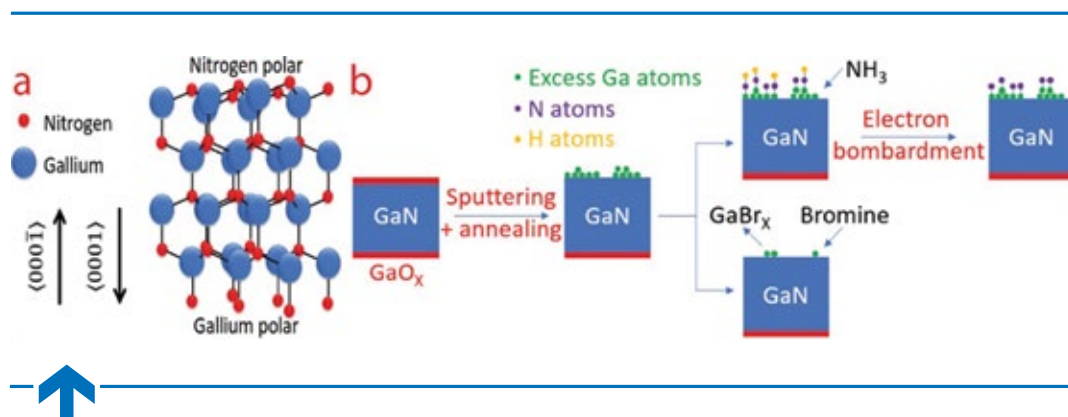 a
Nitrogen polar
Nitrogen
Gallium
⟨0001̄⟩
⟨0001⟩
Gallium polar
b
Excess Ga atoms
N atoms
H atoms
GaN
GaOₓ
Sputtering
+ annealing
GaN
NH₃
GaN
Electron
bombardment
GaN
GaBrₓ
Bromine
GaN